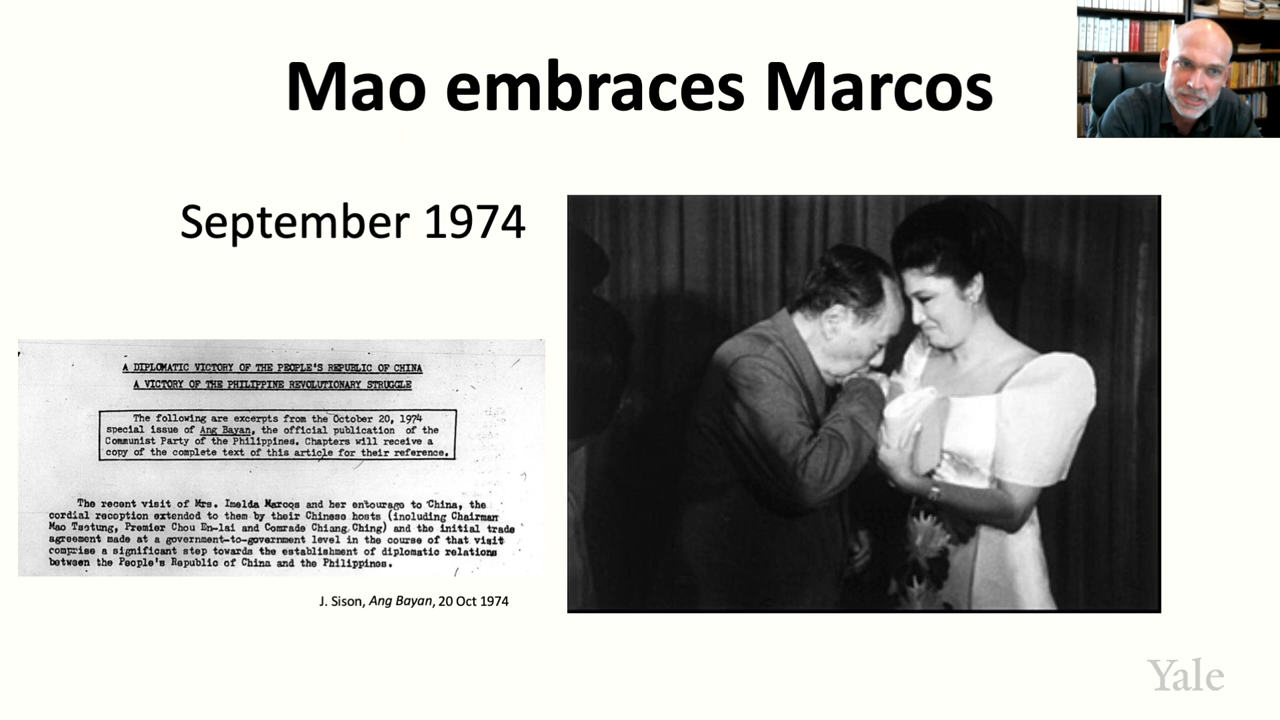 Mao embraces Marcos
September 1974
A DIPLOMATIC VICTORY OF THE PEOPLE'S REPUBLIC OF CHINA
A VICTORY OF THE PHILIPPINE REVOLUTIONARY STRUGGLE
The following are excerpts from the October 20, 1974
special issue of Ang Bayan, the official publication of the
Communist Party of the Philippines. Chapters will receive a
copy of the complete text of this article for their reference.
The recent visit of Mrs. Imelda Marcos and her entourage to China, the
cordial reception extended to them by their Chinese hosts (including Chairman
Mao Tsetung, Premier Chou En-lai and Comrade Chiang Ching) and the initial trade
agreement made at a government-to-government level in the course of that visit
comprise a significant step towards the establishment of diplomatic relations
between the People's Republic of China and the Philippines.
J. Sison, Ang Bayan, 20 Oct 1974
Yale